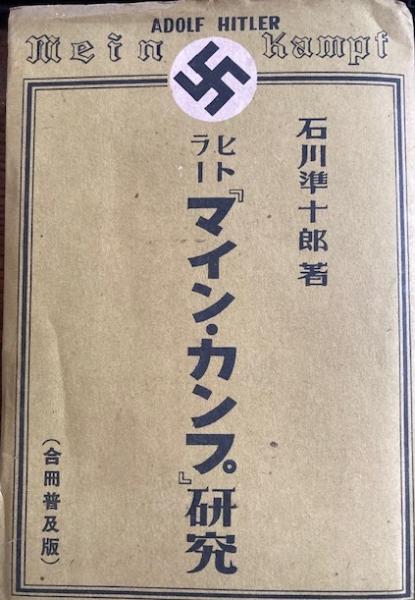 ADOLF HITLER
Mein Kampf
石川準十郎著
ヒトラー『マイン・カンプ』研究
(合冊普及版)